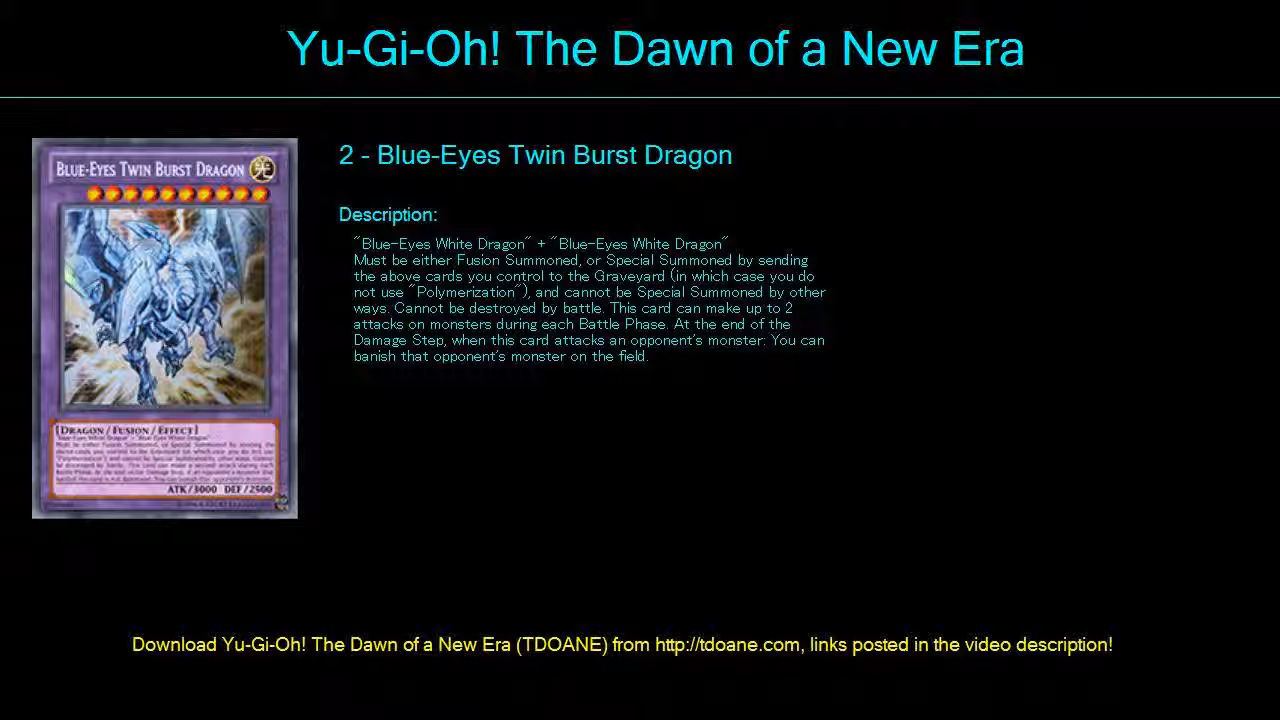 Yu-Gi-Oh! The Dawn of a New Era
BLUE-EYES TWIN BURST DRAGON
2 - Blue-Eyes Twin Burst Dragon
Description:
"Blue-Eyes White Dragon" + "Blue-Eyes White Dragon"
Must be either Fusion Summoned, or Special Summoned by sending
the above cards you control to the Graveyard (in which case you do
not use "Polymerization"), and cannot be Special Summoned by other
ways. Cannot be destroyed by battle. This card can make up to 2
attacks on monsters during each Battle Phase. At the end of the
Damage Step, when this card attacks an opponent's monster: You can
banish that opponent's monster on the field.
[DRAGON / FUSION / EFFECT]
ATK/3000 DEF/2500
Download Yu-Gi-Oh! The Dawn of a New Era (TDOANE) from http://tdoane.com, links posted in the video description!